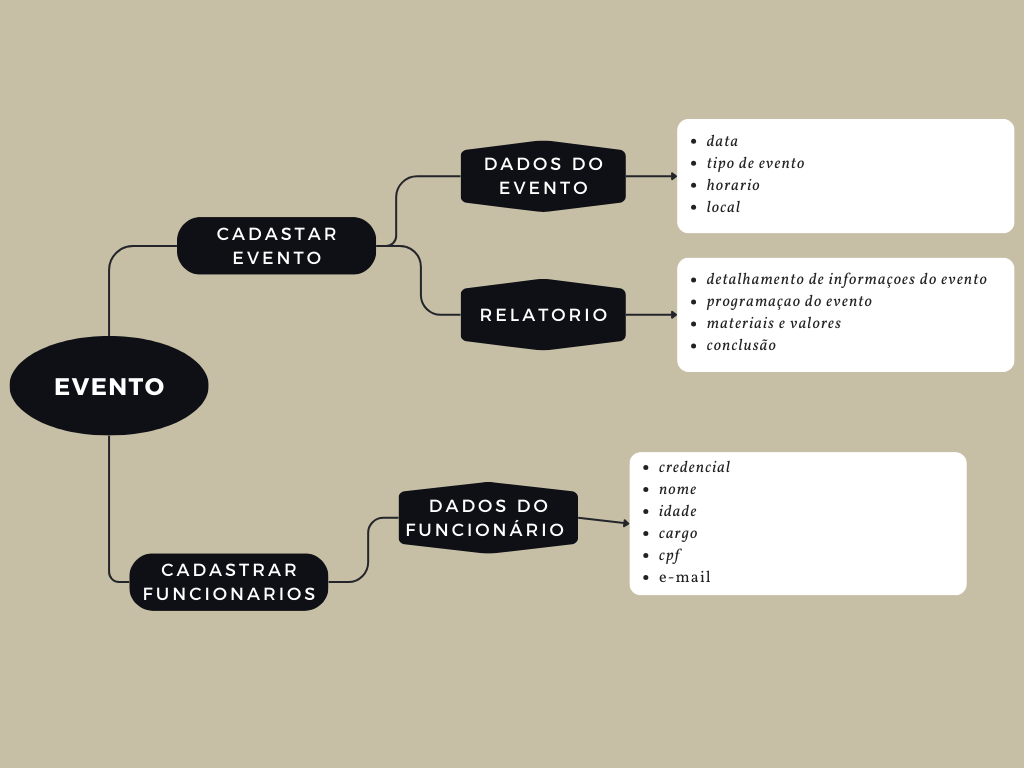 EVENTO
CADASTAR
EVENTO
DADOS DO
EVENTO
data
tipo de evento
horario
local
RELATORIO
detalhamento de informaçoes do evento
programaçao do evento
materiais e valores
conclusão
CADASTRAR
FUNCIONARIOS
DADOS DO
FUNCIONÁRIO
credencial
nome
idade
cargo
cpf
e-mail